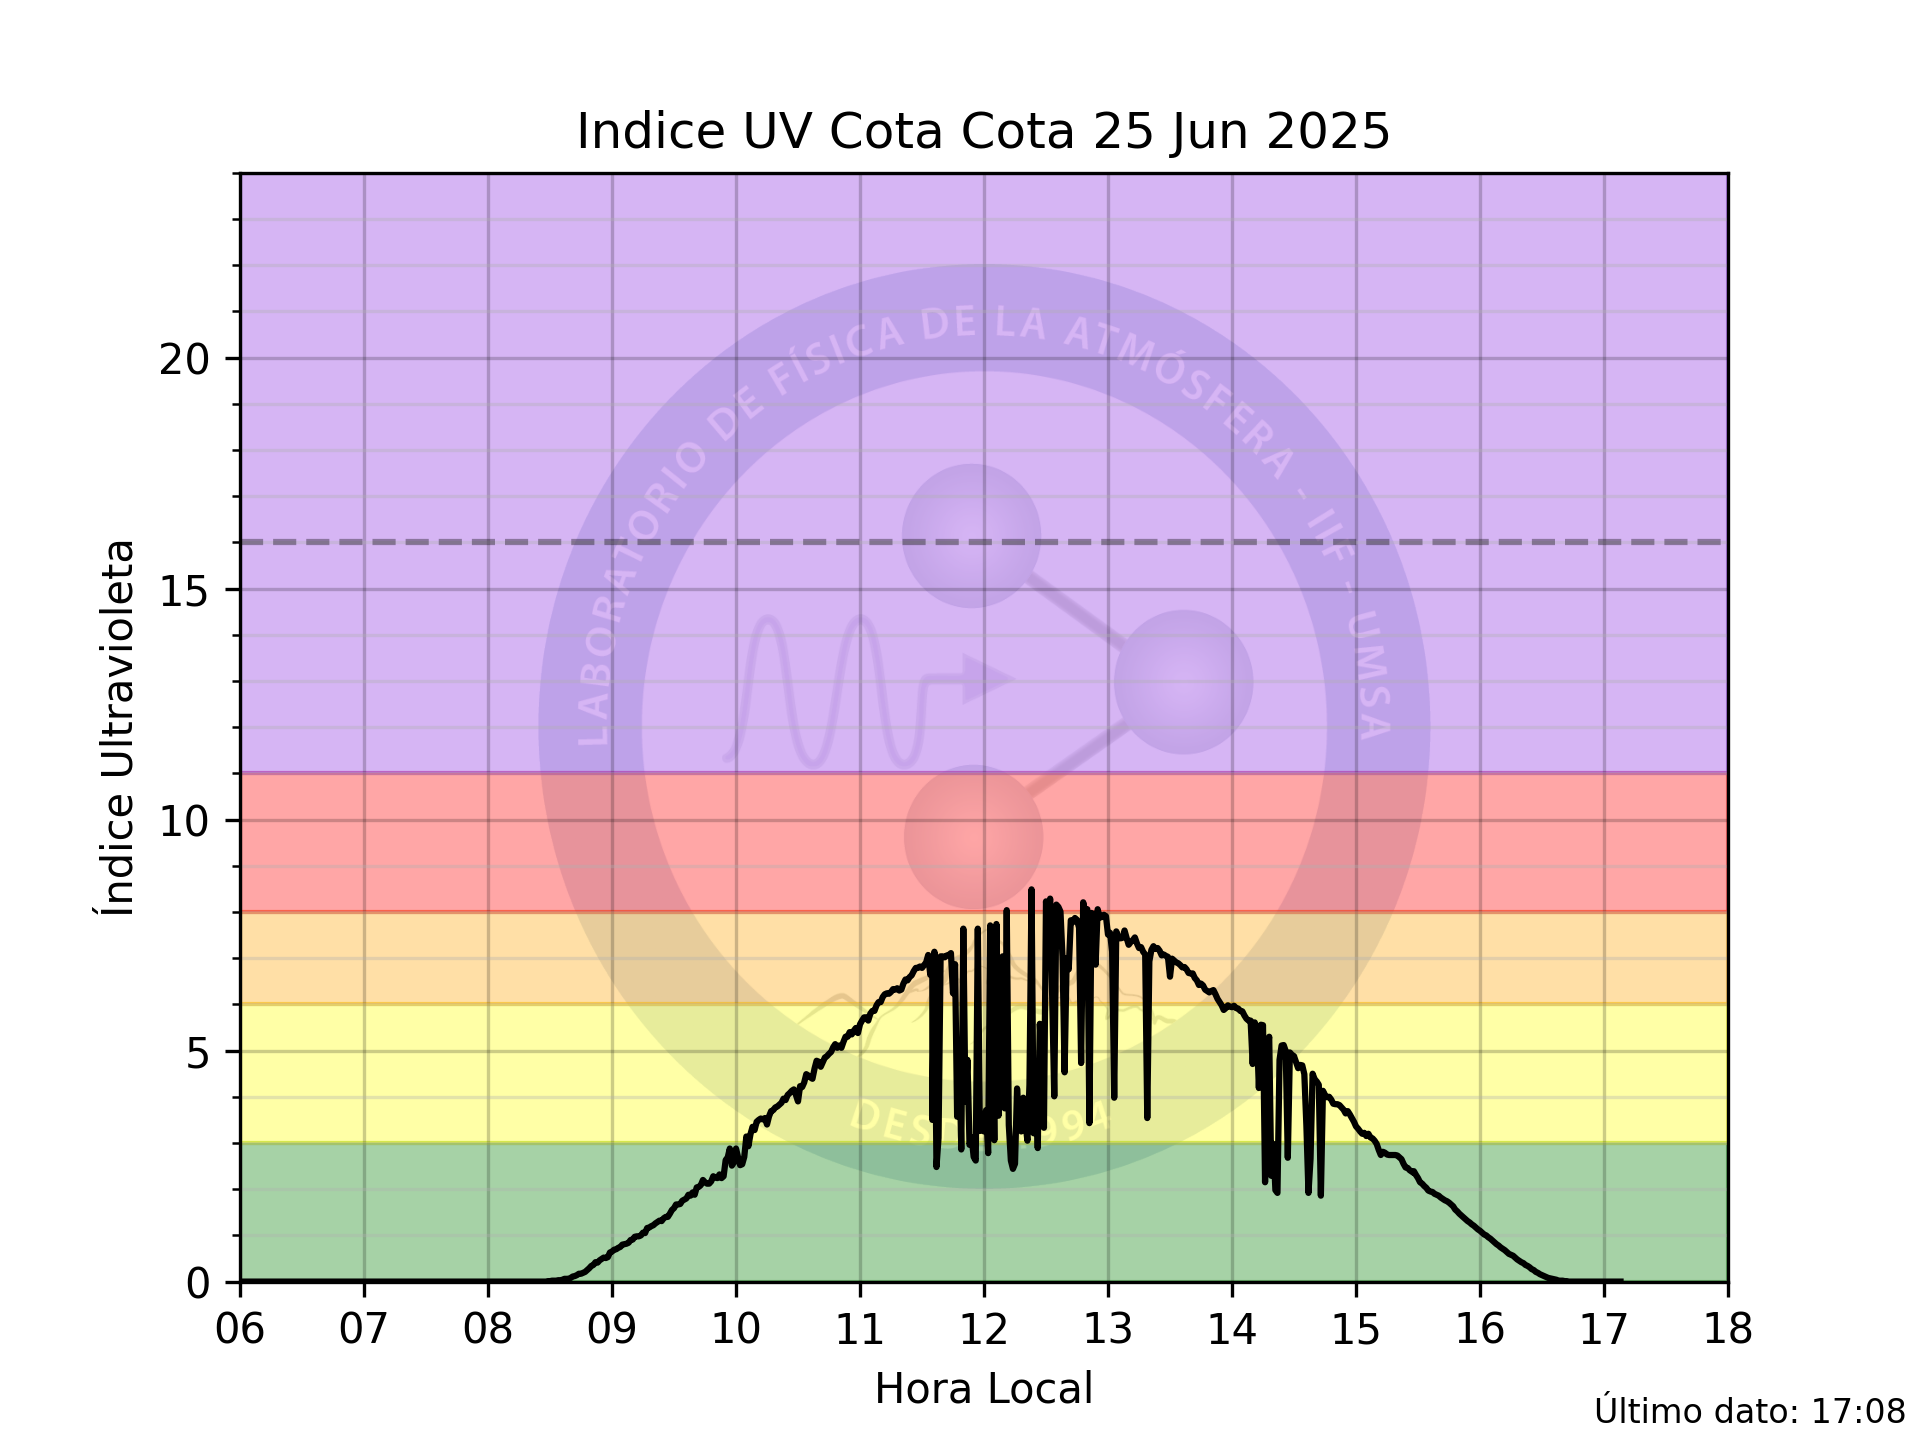 Indice UV Cota Cota 25 Jun 2025
Índice Ultravioleta
20
15
10
5
0
LABORATORIO DE FÍSICA DE LA ATMÓSFERA - IIF - UMSA
06 07 08 09 10 11 12 13 14 15 16 17 18
Hora Local
Último dato: 17:08